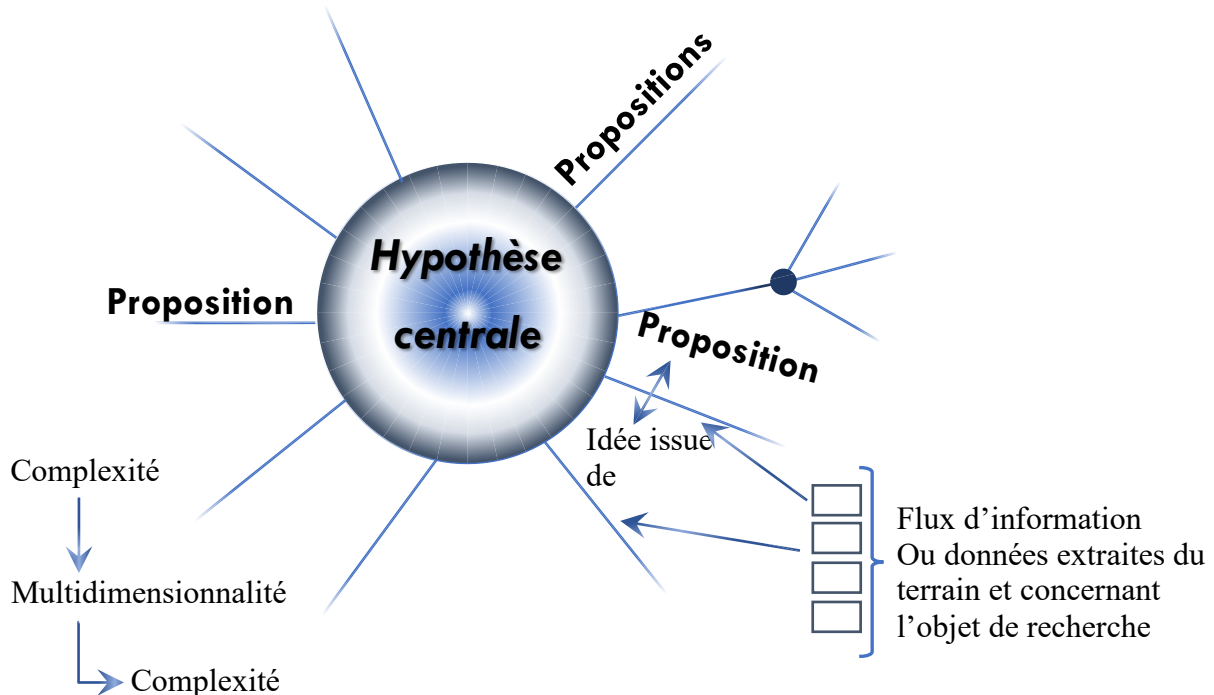 Propositions
Hypothèse
centrale
Proposition
Proposition
Idée issue
de
Complexité
Multidimensionnalité
Complexité
Flux d’information
Ou données extraites du
terrain et concernant
l’objet de recherche